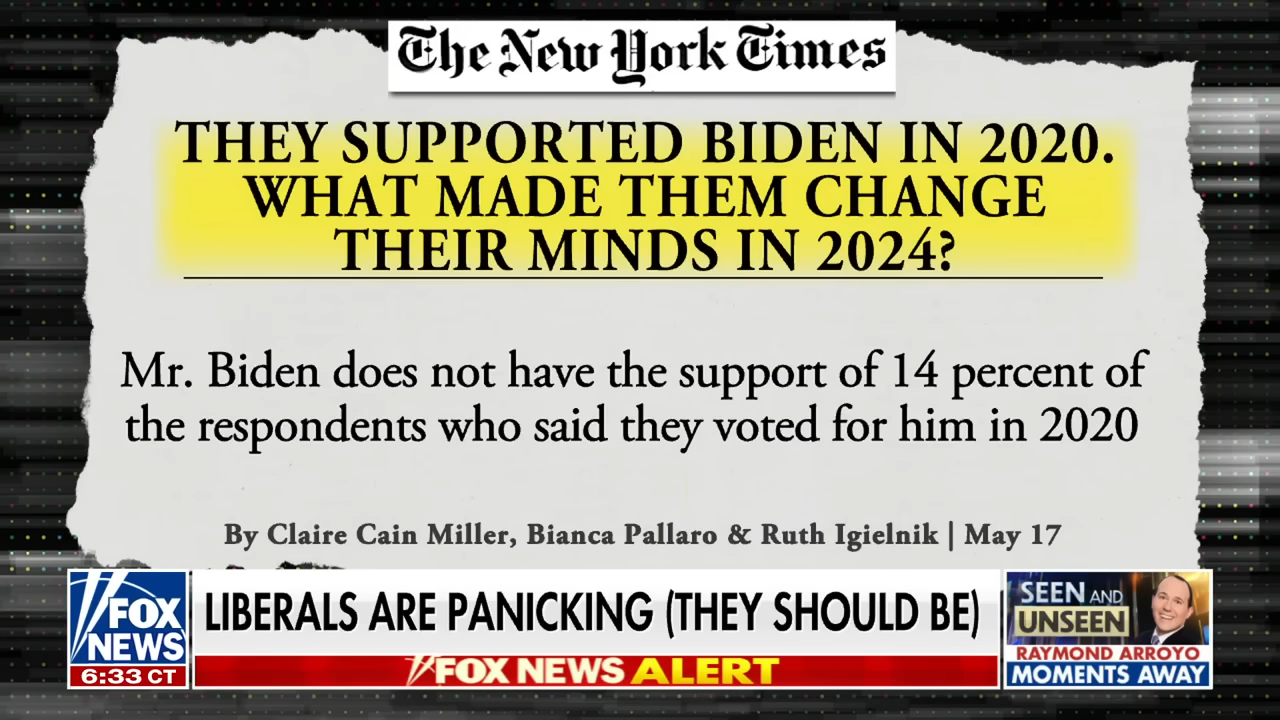 The New York Times
THEY SUPPORTED BIDEN IN 2020.
WHAT MADE THEM CHANGE
THEIR MINDS IN 2024?
Mr. Biden does not have the support of 14 percent of
the respondents who said they voted for him in 2020
By Claire Cain Miller, Bianca Pallaro & Ruth Igielnik | May 17
FOX
NEWS
6:33 CT
LIBERALS ARE PANICKING (THEY SHOULD BE)
FOX NEWS ALERT
SEEN AND
UNSEEN
RAYMOND ARROYO
MOMENTS AWAY